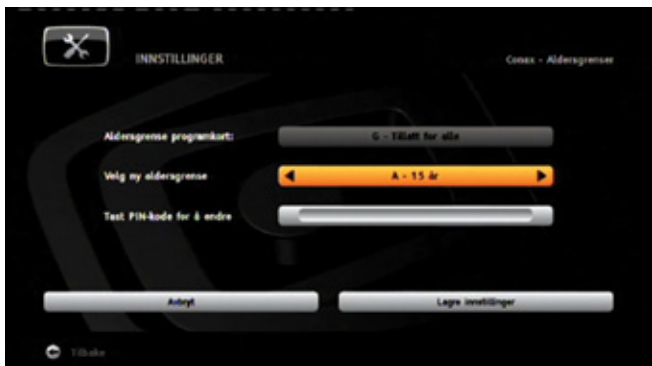 INNSTILLINGER
Conax - Aldersgrenser
Aldersgrense programkort: G - Tillatt for alle
Velg ny aldersgrense A - 15 år
Tast PIN-kode for å endre
Avbryt Lagre innstillinger
Tilbake